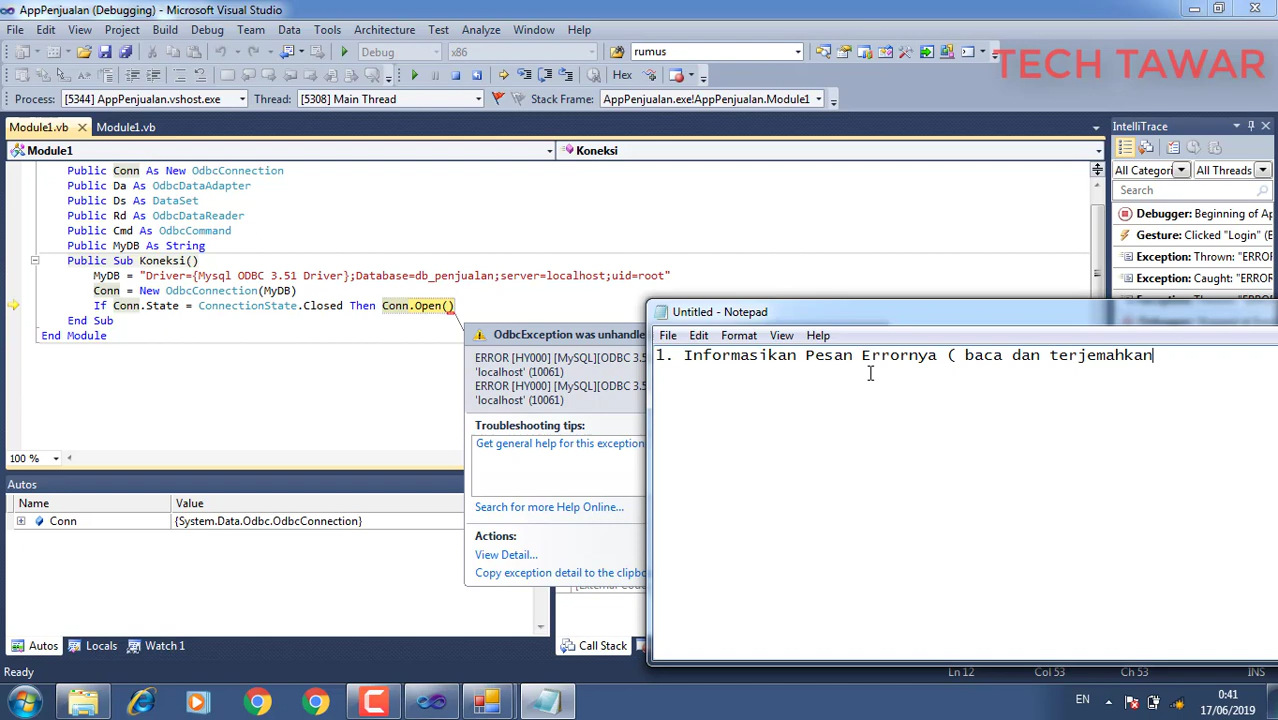 AppPenjualan (Debugging) - Microsoft Visual Studio
File Edit View Project Build Debug Team Data Tools Architecture Test Analyze Window Help
Debug x86 rumus
Hex
TECH TAWAR
Process: [5344] AppPenjualan.vshost.exe Thread: [5308] Main Thread Stack Frame: AppPenjualan.exe!AppPenjualan.Module1
Module1.vb Module1.vb
Module1 Koneksi
Public Conn As New OdbcConnection
Public Da As OdbcDataAdapter
Public Ds As DataSet
Public Rd As OdbcDataReader
Public Cmd As OdbcCommand
Public MyDB As String
Public Sub Koneksi()
MyDB = "Driver={Mysql ODBC 3.51 Driver};Database=db_penjualan;server=localhost;uid=root"
Conn = New OdbcConnection(MyDB)
If Conn.State = ConnectionState.Closed Then Conn.Open()
End Sub
End Module
100 %
IntelliTrace
All Categori All Threads
Search
Debugger: Beginning of Ap
Gesture: Clicked "Login" (E
Exception: Thrown: "ERROR
Exception: Caught: "ERROR
OdbcException was unhandle
ERROR [HY000] [MySQL][ODBC 3.5
'localhost' (10061)
ERROR [HY000] [MySQL][ODBC 3.5
'localhost' (10061)
Troubleshooting tips:
Get general help for this exception
Search for more Help Online...
Actions:
View Detail...
Copy exception detail to the clipbo
Untitled - Notepad
File Edit Format View Help
1. Informasikan Pesan Errornya ( baca dan terjemahkan
Autos
Name Value
Conn {System.Data.Odbc.OdbcConnection}
[External Cod
Autos Locals Watch 1 Call Stack
Ready Ln 12 Col 53 Ch 53 INS
EN 0:41
17/06/2019